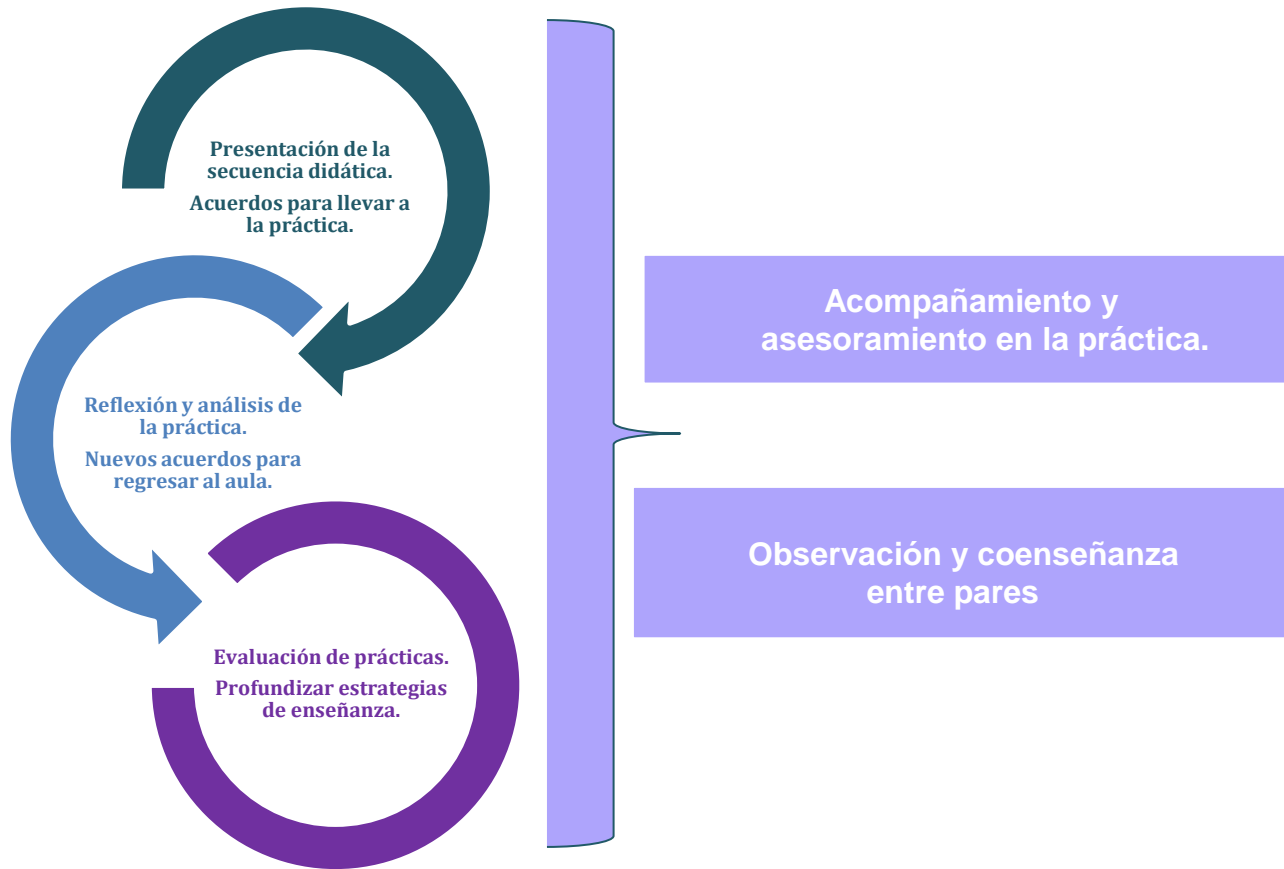 Presentación de la
secuencia didática.
Acuerdos para llevar a
la práctica.
Reflexión y análisis de
la práctica.
Nuevos acuerdos para
regresar al aula.
Evaluación de prácticas.
Profundizar estrategias
de enseñanza.
Acompañamiento y
asesoramiento en la práctica.
Observación y coenseñanza
entre pares